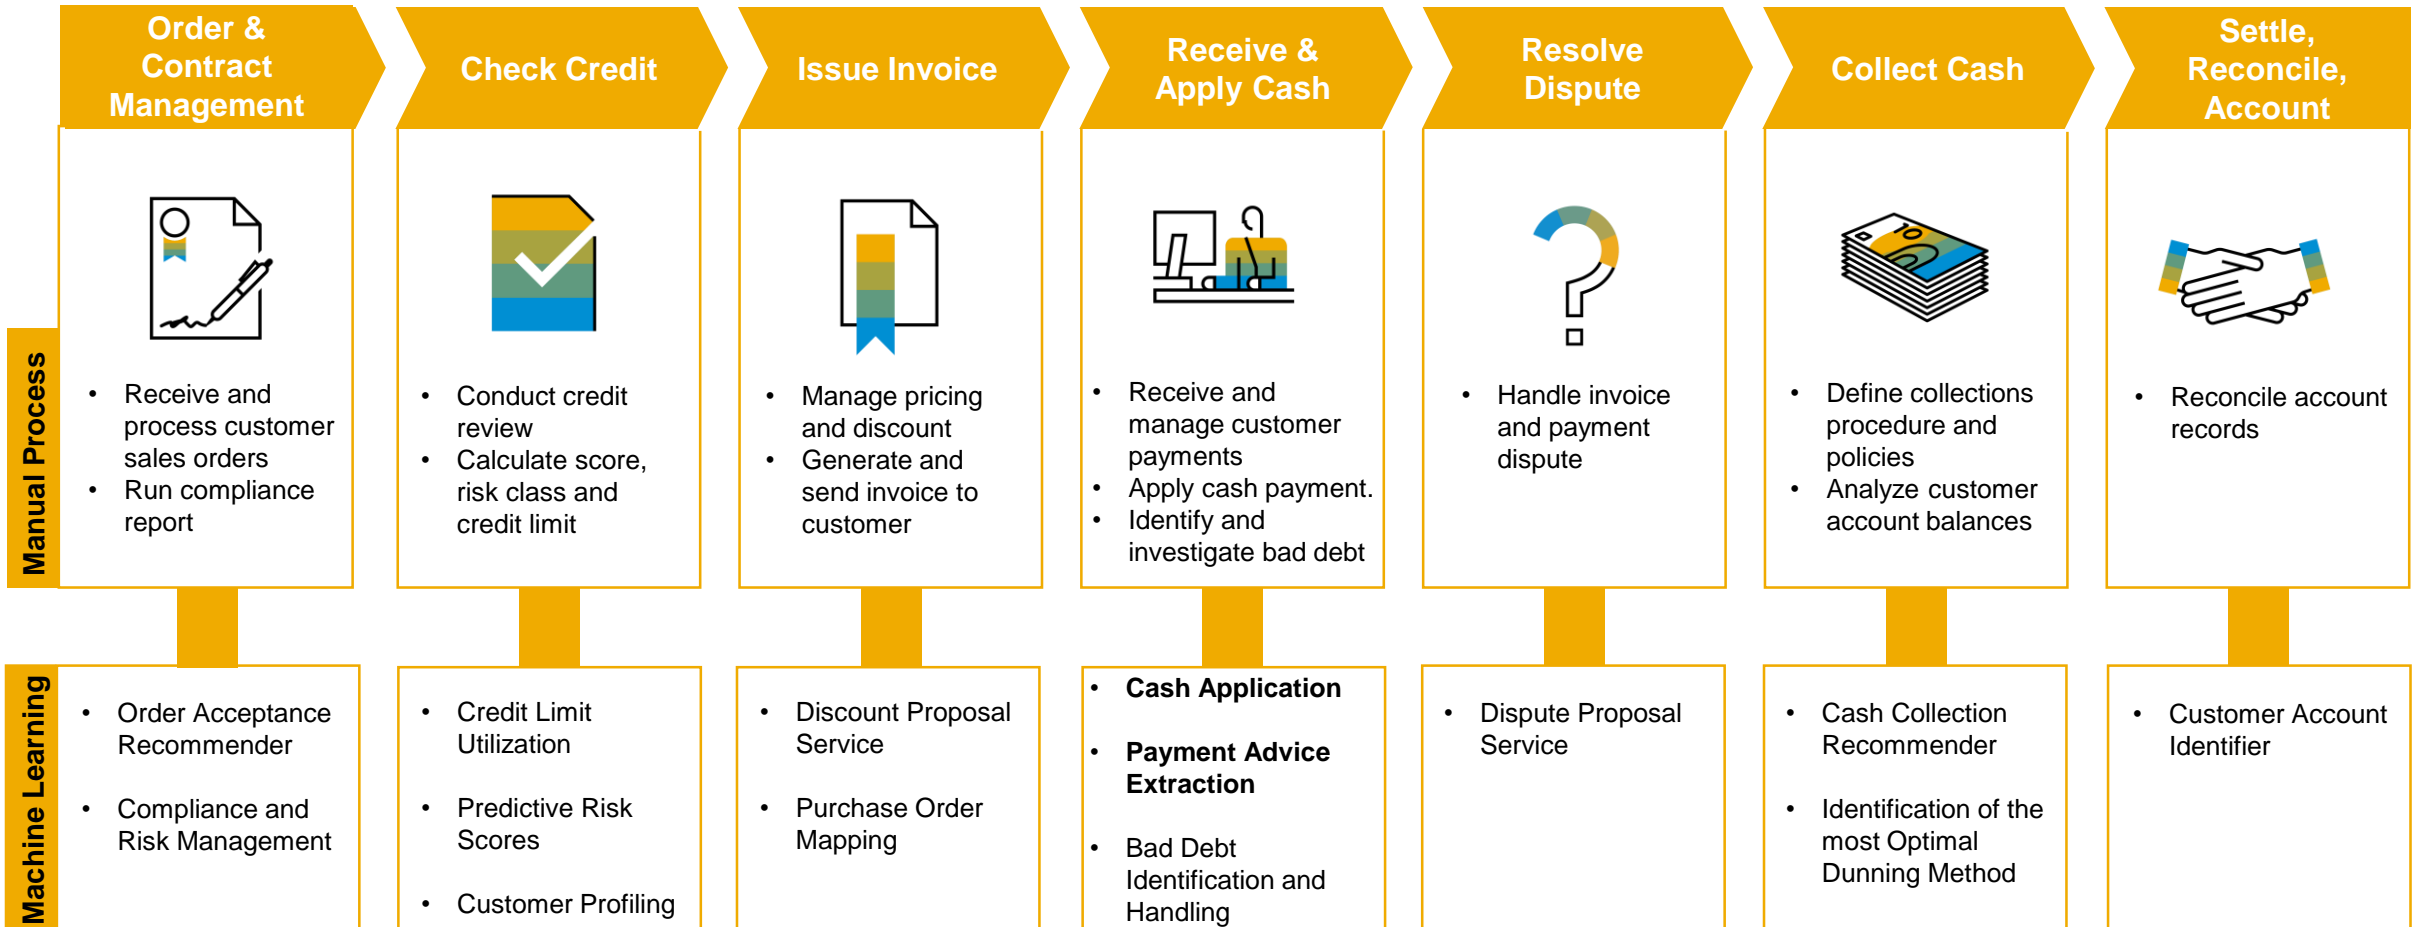 Order &
Contract
Management
Check Credit
Issue Invoice
Receive &
Apply Cash
Resolve
Dispute
Collect Cash
Settle,
Reconcile,
Account
Manual Process
• Receive and
process customer
sales orders
• Run compliance
report
• Conduct credit
review
• Calculate score,
risk class and
credit limit
• Manage pricing
and discount
• Generate and
send invoice to
customer
• Receive and
manage customer
payments
• Apply cash payment.
• Identify and
investigate bad debt
• Handle invoice
and payment
dispute
10
• Define collections
procedure and
policies
• Analyze customer
account balances
• Reconcile account
records
Machine Learning
• Order Acceptance
Recommender
• Compliance and
Risk Management
• Credit Limit
Utilization
• Predictive Risk
Scores
• Customer Profiling
• Discount Proposal
Service
• Purchase Order
Mapping
• Cash Application
• Payment Advice
Extraction
• Bad Debt
Identification and
Handling
• Dispute Proposal
Service
• Cash Collection
Recommender
• Identification of the
most Optimal
Dunning Method
• Customer Account
Identifier